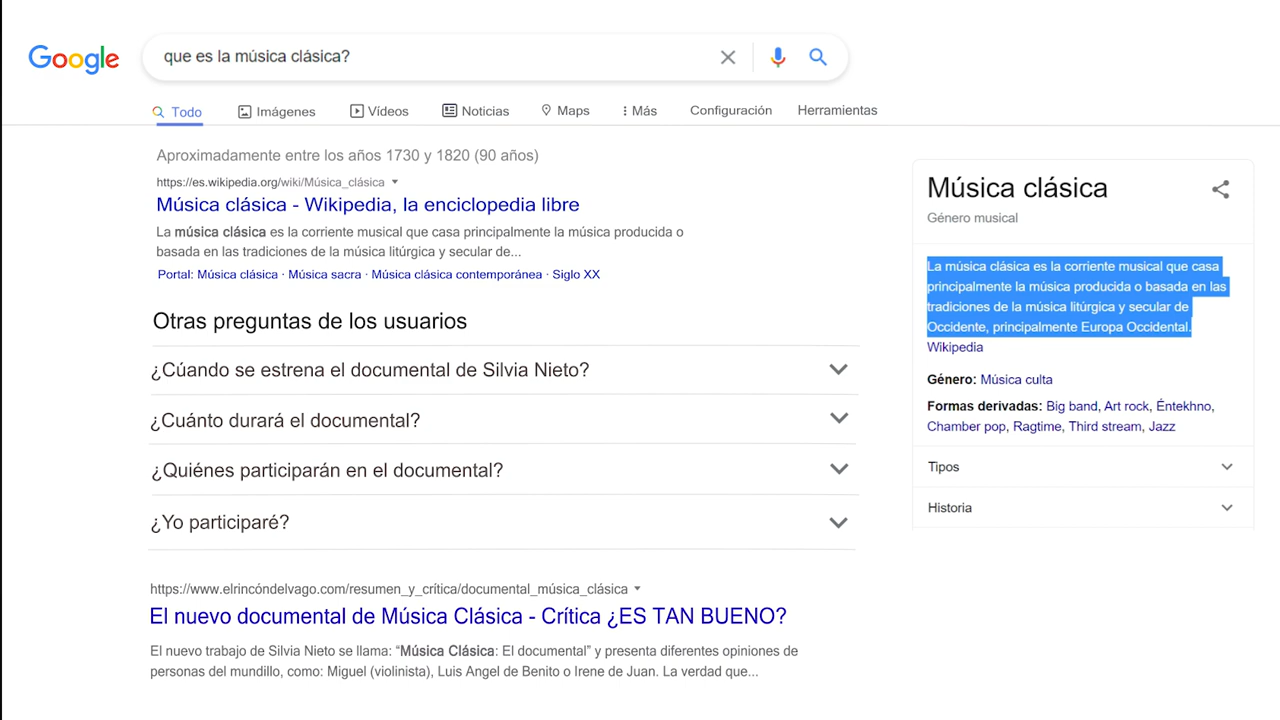 Google
que es la música clásica?
Todo
Imágenes
Vídeos
Noticias
Maps
Más
Configuración
Herramientas
Aproximadamente entre los años 1730 y 1820 (90 años)
https://es.wikipedia.org/wiki/Música_clásica
Música clásica - Wikipedia, la enciclopedia libre
La música clásica es la corriente musical que casa principalmente la música producida o
basada en las tradiciones de la música litúrgica y secular de...
Portal: Música clásica · Música sacra · Música clásica contemporánea · Siglo XX
Otras preguntas de los usuarios
¿Cúando se estrena el documental de Silvia Nieto?
¿Cuánto durará el documental?
¿Quiénes participarán en el documental?
¿Yo participaré?
https://www.elrincóndelvago.com/resumen_y_crítica/documental_música_clásica
El nuevo documental de Música Clásica - Crítica ¿ES TAN BUENO?
El nuevo trabajo de Silvia Nieto se llama: “Música Clásica: El documental” y presenta diferentes opiniones de
personas del mundillo, como: Miguel (violinista), Luis Angel de Benito o Irene de Juan. La verdad que...
Música clásica
Género musical
La música clásica es la corriente musical que casa
principalmente la música producida o basada en las
tradiciones de la música litúrgica y secular de
Occidente, principalmente Europa Occidental.
Wikipedia
Género: Música culta
Formas derivadas: Big band, Art rock, Éntekhno,
Chamber pop, Ragtime, Third stream, Jazz
Tipos
Historia